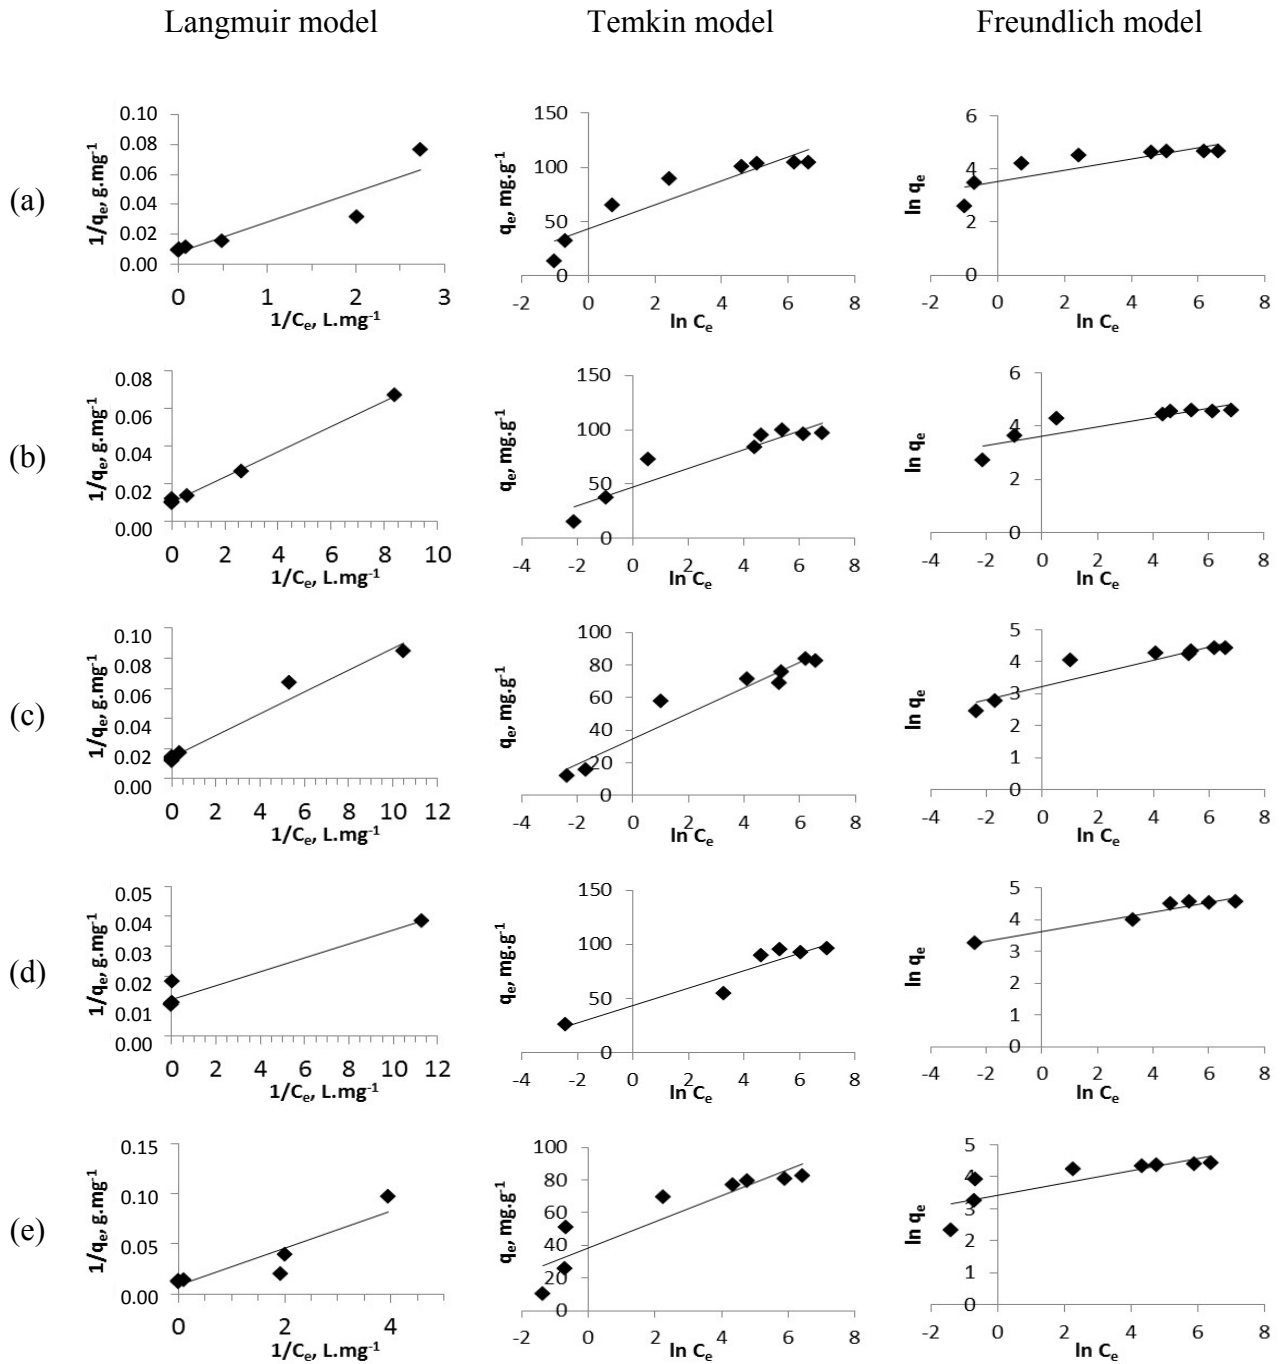 Langmuir model Temkin model Freundlich model
(a)
1/qe, g.mg-1
0.10
0.08
0.06
0.04
0.02
0.00
0 1 2 3
1/Ce, L.mg-1
qe, mg.g-1
150
100
50
0
-2 0 2 4 6 8
ln Ce
ln qe
6
4
2
0
-2 0 2 4 6 8
ln Ce
(b)
1/qe, g.mg-1
0.08
0.06
0.04
0.02
0.00
0 2 4 6 8 10
1/Ce, L.mg-1
qe, mg.g-1
150
100
50
0
-4 -2 0 2 4 6 8
ln Ce
ln qe
6
4
2
0
-4 -2 0 2 4 6 8
ln Ce
(c)
1/qe, g.mg-1
0.10
0.08
0.06
0.04
0.02
0.00
0 2 4 6 8 10 12
1/Ce, L.mg-1
qe, mg.g-1
100
80
60
40
20
0
-4 -2 0 2 4 6 8
ln Ce
ln qe
5
4
3
2
1
0
-4 -2 0 2 4 6 8
ln Ce
(d)
1/qe, g.mg-1
0.05
0.04
0.03
0.02
0.01
0.00
0 2 4 6 8 10 12
1/Ce, L.mg-1
qe, mg.g-1
150
100
50
0
-4 -2 0 2 4 6 8
ln Ce
ln qe
5
4
3
2
1
0
-4 -2 0 2 4 6 8
ln Ce
(e)
1/qe, g.mg-1
0.15
0.10
0.05
0.00
0 2 4
1/Ce, L.mg-1
qe, mg.g-1
100
80
60
40
20
0
-2 0 2 4 6 8
ln Ce
ln qe
5
4
3
2
1
0
-2 0 2 4 6 8
ln Ce